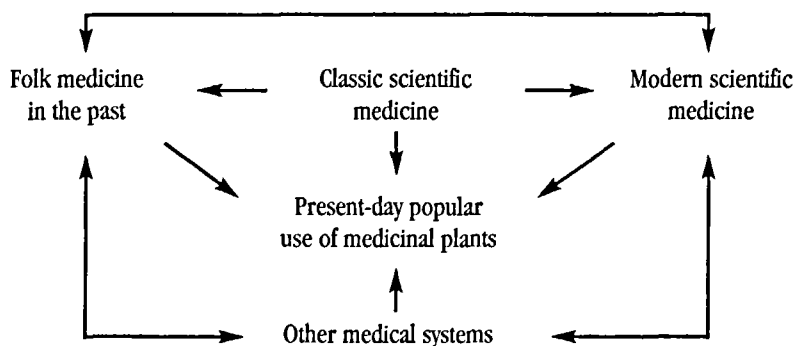 Folk medicine
in the past
Classic scientific
medicine
Modern scientific
medicine
Present-day popular
use of medicinal plants
Other medical systems